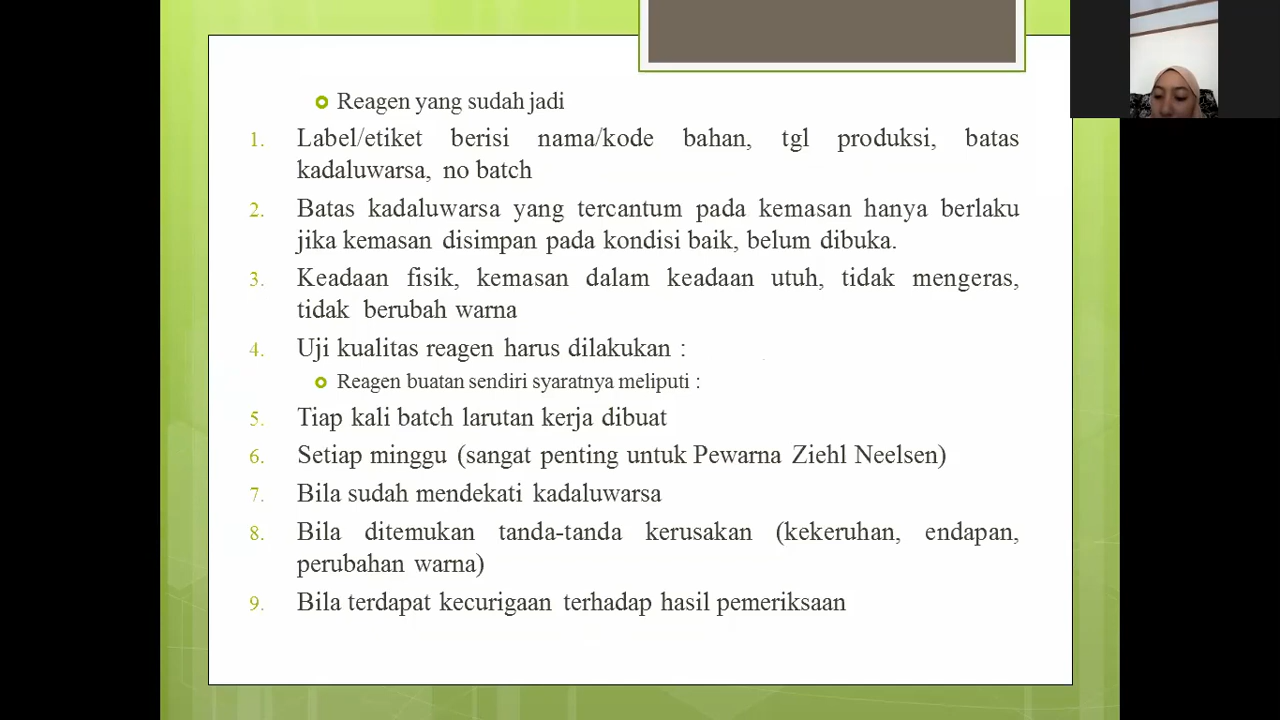 Reagen yang sudah jadi
1. Label/etiket berisi nama/kode bahan, tgl produksi, batas
kadaluwarsa, no batch
2. Batas kadaluwarsa yang tercantum pada kemasan hanya berlaku
jika kemasan disimpan pada kondisi baik, belum dibuka.
3. Keadaan fisik, kemasan dalam keadaan utuh, tidak mengeras,
tidak berubah warna
4. Uji kualitas reagen harus dilakukan :
Reagen buatan sendiri syaratnya meliputi :
5. Tiap kali batch larutan kerja dibuat
6. Setiap minggu (sangat penting untuk Pewarna Ziehl Neelsen)
7. Bila sudah mendekati kadaluwarsa
8. Bila ditemukan tanda-tanda kerusakan (kekeruhan, endapan,
perubahan warna)
9. Bila terdapat kecurigaan terhadap hasil pemeriksaan